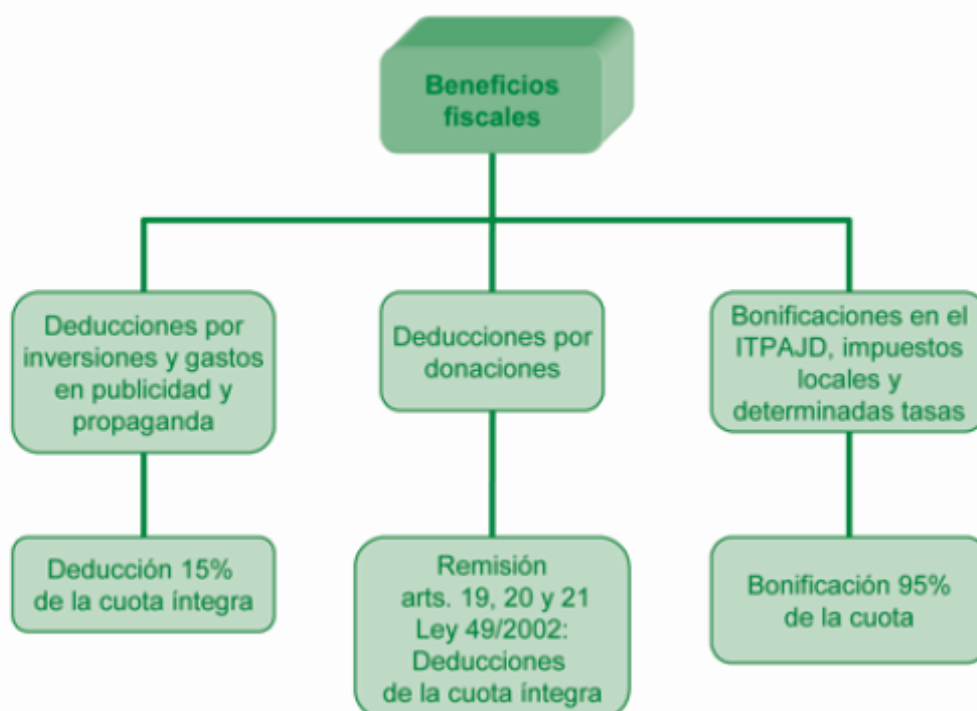 Beneficios
fiscales
Deducciones por
inversiones y gastos
en publicidad y
propaganda
Deducciones por
donaciones
Bonificaciones en el
ITPAJD, impuestos
locales y
determinadas tasas
Deducción 15%
de la cuota íntegra
Remisión
arts. 19, 20 y 21
Ley 49/2002:
Deducciones
de la cuota íntegra
Bonificación 95%
de la cuota